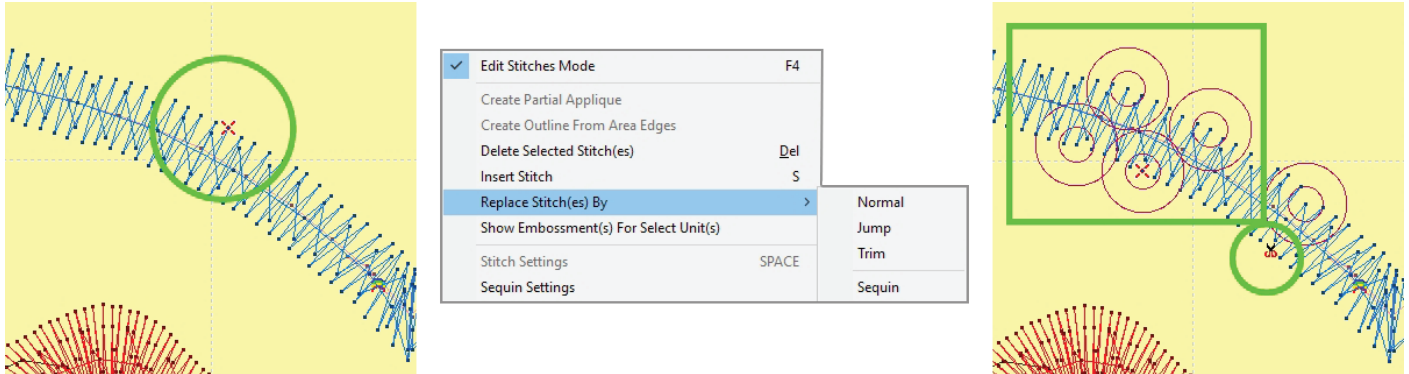 Edit Stitches Mode F4
Create Partial Applique
Create Outline From Area Edges
Delete Selected Stitch(es) Del
Insert Stitch S
Replace Stitch(es) By >
Show Embossment(s) For Select Unit(s)
Stitch Settings SPACE
Sequin Settings
Normal
Jump
Trim
Sequin